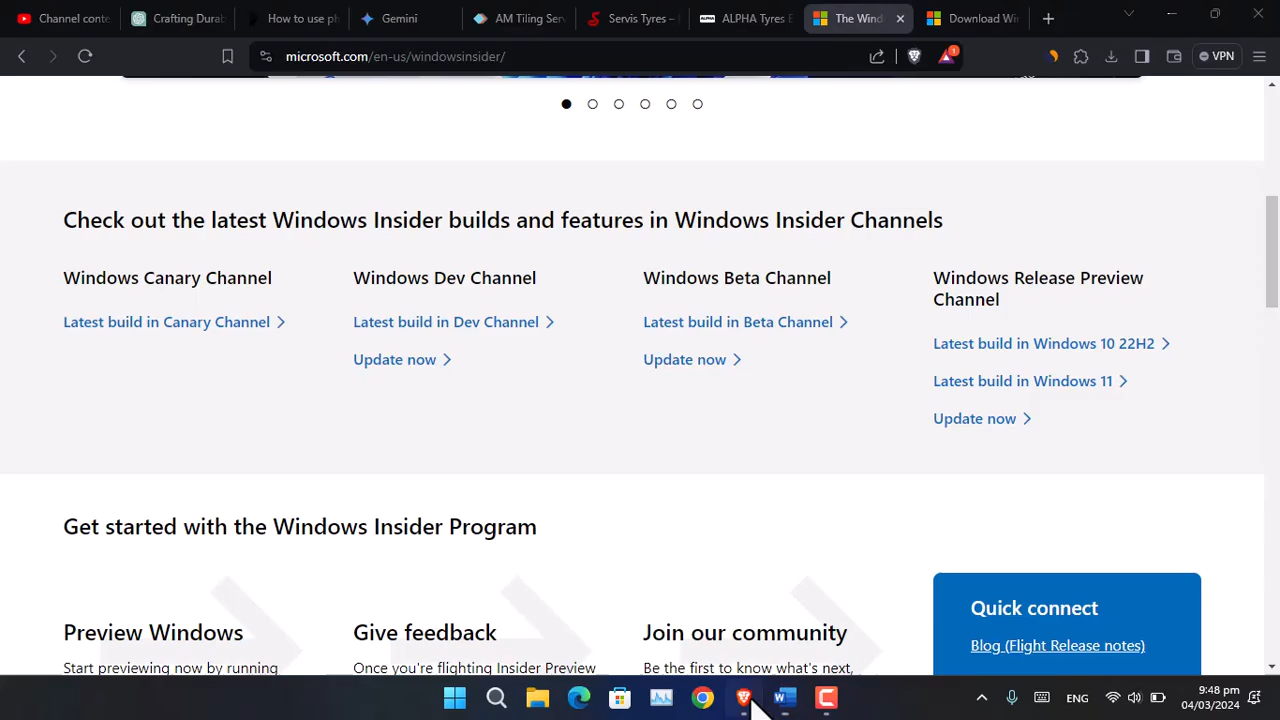 Channel conte
Crafting Dural
How to use ph
Gemini
AM Tiling Serv
Servis Tyres –
ALPHA Tyres E
The Wind
Download Win
microsoft.com/en-us/windowsinsider/
1
VPN
Check out the latest Windows Insider builds and features in Windows Insider Channels
Windows Canary Channel
Latest build in Canary Channel
Windows Dev Channel
Latest build in Dev Channel
Update now
Windows Beta Channel
Latest build in Beta Channel
Update now
Windows Release Preview
Channel
Latest build in Windows 10 22H2
Latest build in Windows 11
Update now
Get started with the Windows Insider Program
Preview Windows
Start previewing now by running
Give feedback
Once you're flighting Insider Preview
Join our community
Be the first to know what's next,
Quick connect
Blog (Flight Release notes)
ENG
9:48 pm
04/03/2024